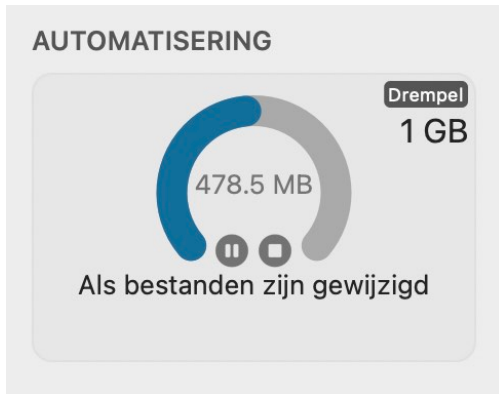 AUTOMATISERING
Drempel
1 GB
478.5 MB
Als bestanden zijn gewijzigd